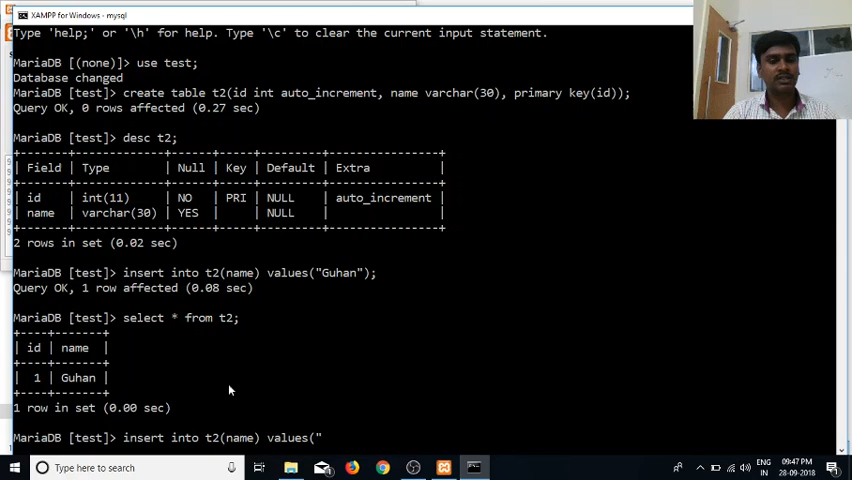 XAMPP for Windows - mysql
Type 'help;' or '\h' for help. Type '\c' to clear the current input statement.
MariaDB [(none)]> use test;
Database changed
MariaDB [test]> create table t2(id int auto_increment, name varchar(30), primary key(id));
Query OK, 0 rows affected (0.27 sec)
MariaDB [test]> desc t2;
+-------+-------------+------+-----+---------+----------------+
| Field | Type | Null | Key | Default | Extra |
+-------+-------------+------+-----+---------+----------------+
| id | int(11) | NO | PRI | NULL | auto_increment |
| name | varchar(30) | YES | | NULL | |
+-------+-------------+------+-----+---------+----------------+
2 rows in set (0.02 sec)
MariaDB [test]> insert into t2(name) values("Guhan");
Query OK, 1 row affected (0.08 sec)
MariaDB [test]> select * from t2;
+----+-------+
| id | name |
+----+-------+
| 1 | Guhan |
+----+-------+
1 row in set (0.00 sec)
MariaDB [test]> insert into t2(name) values("
Type here to search
ENG
IN
09:47 PM
28-09-2018